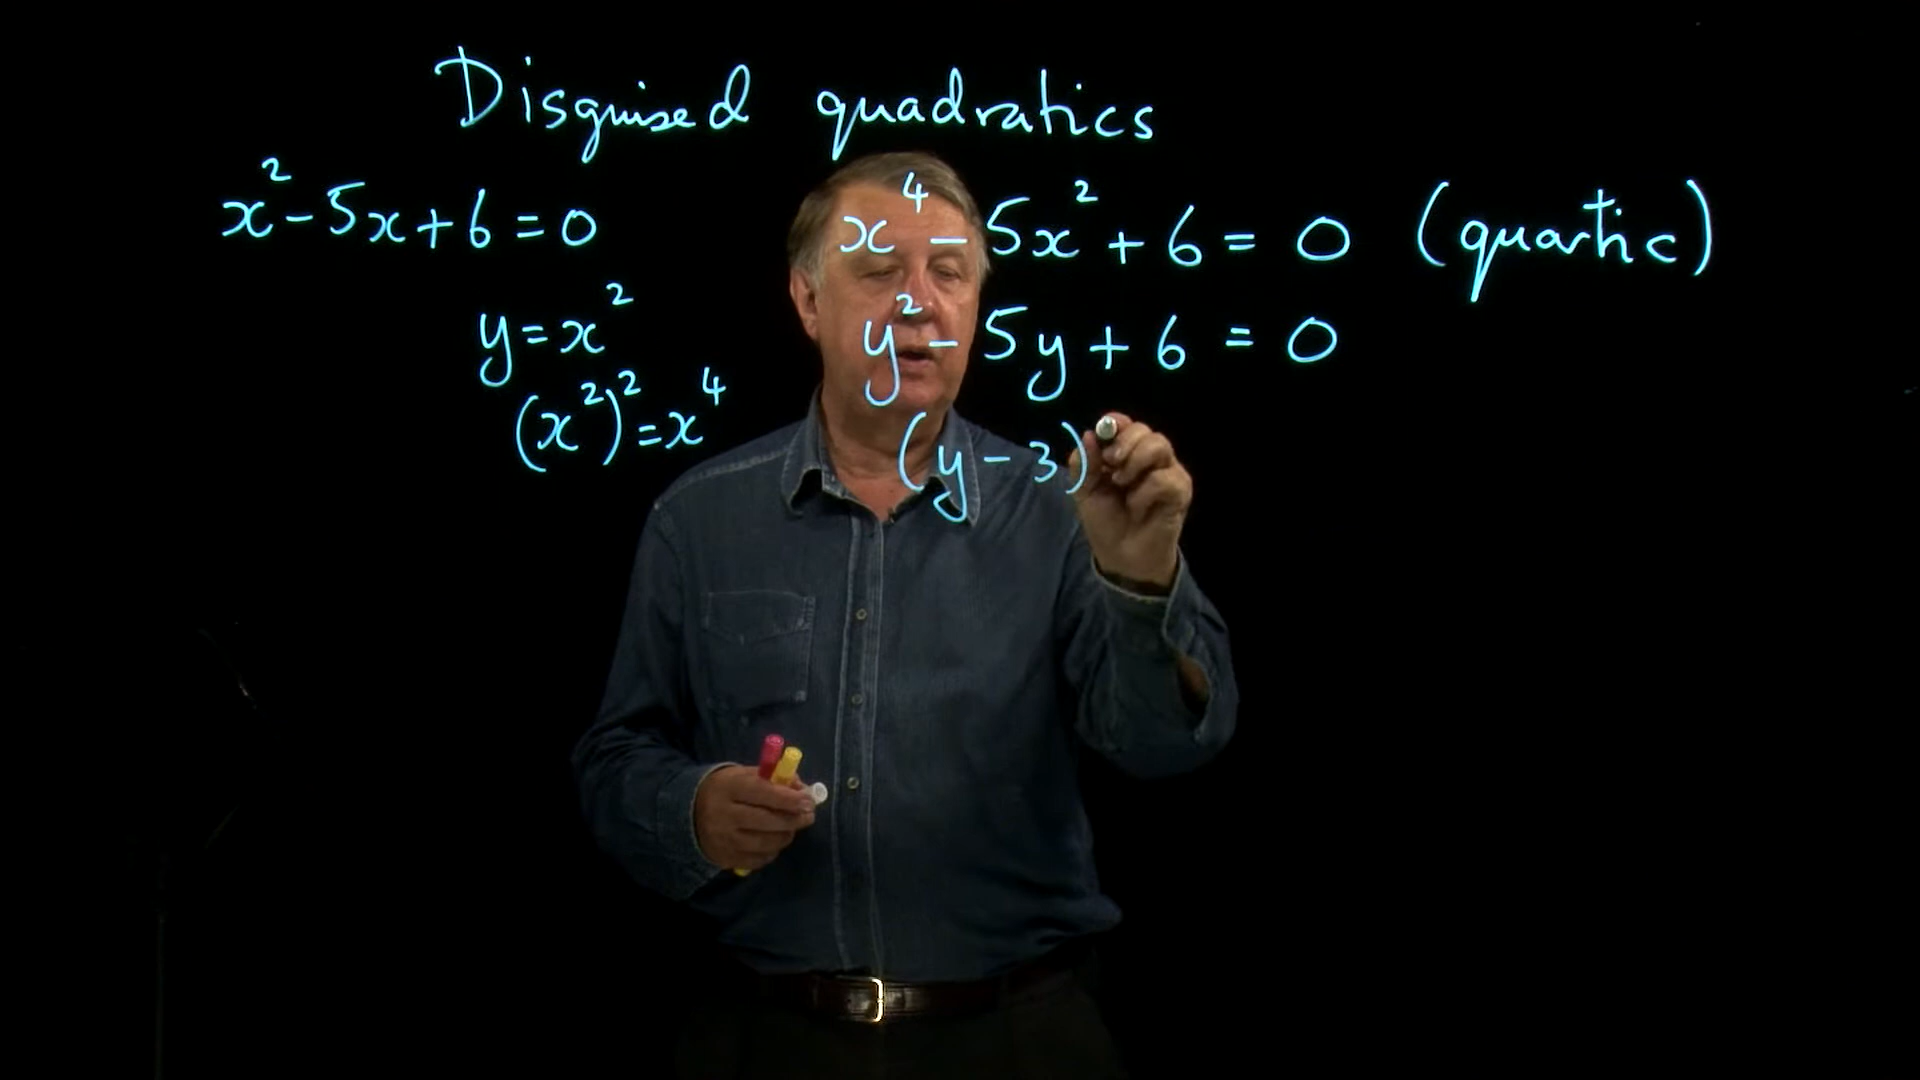 Disguised quadratics
x² - 5x + 6 = 0
x⁴ - 5x² + 6 = 0 (quartic)
y = x²
y² - 5y + 6 = 0
(x²)² = x⁴
(y - 3)